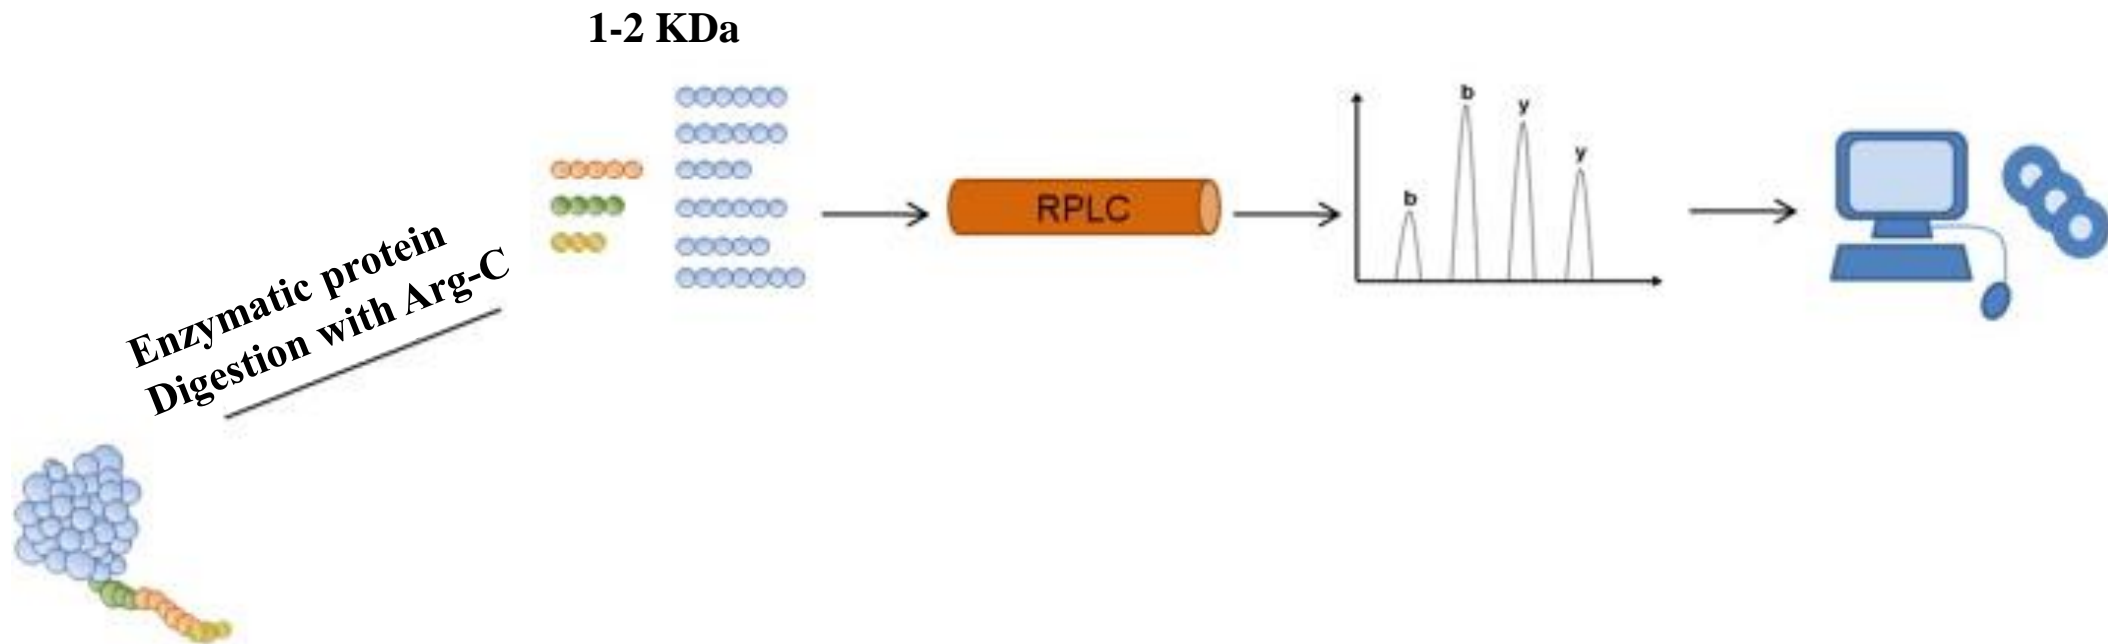 1-2 KDa
Enzymatic protein
Digestion with Arg-C
RPLC
b
b
y
y